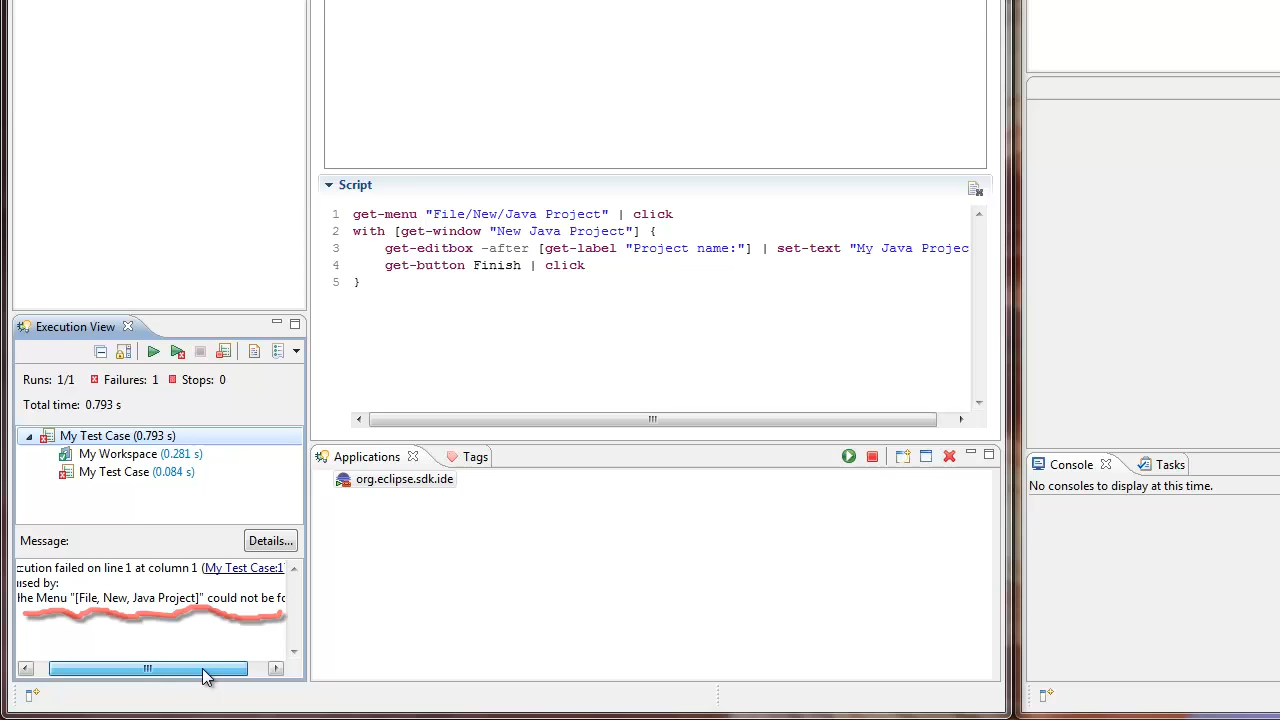 Script
1 get-menu "File/New/Java Project" | click
2 with [get-window "New Java Project"] {
3 get-editbox -after [get-label "Project name:"] | set-text "My Java Projec
4 get-button Finish | click
5 }
Execution View
Runs: 1/1 Failures: 1 Stops: 0
Total time: 0.793 s
My Test Case (0.793 s)
My Workspace (0.281 s)
My Test Case (0.084 s)
Message:
Details...
cution failed on line 1 at column 1 (My Test Case:1
used by:
he Menu "[File, New, Java Project]" could not be fo
Applications
Tags
org.eclipse.sdk.ide
Console
Tasks
No consoles to display at this time.